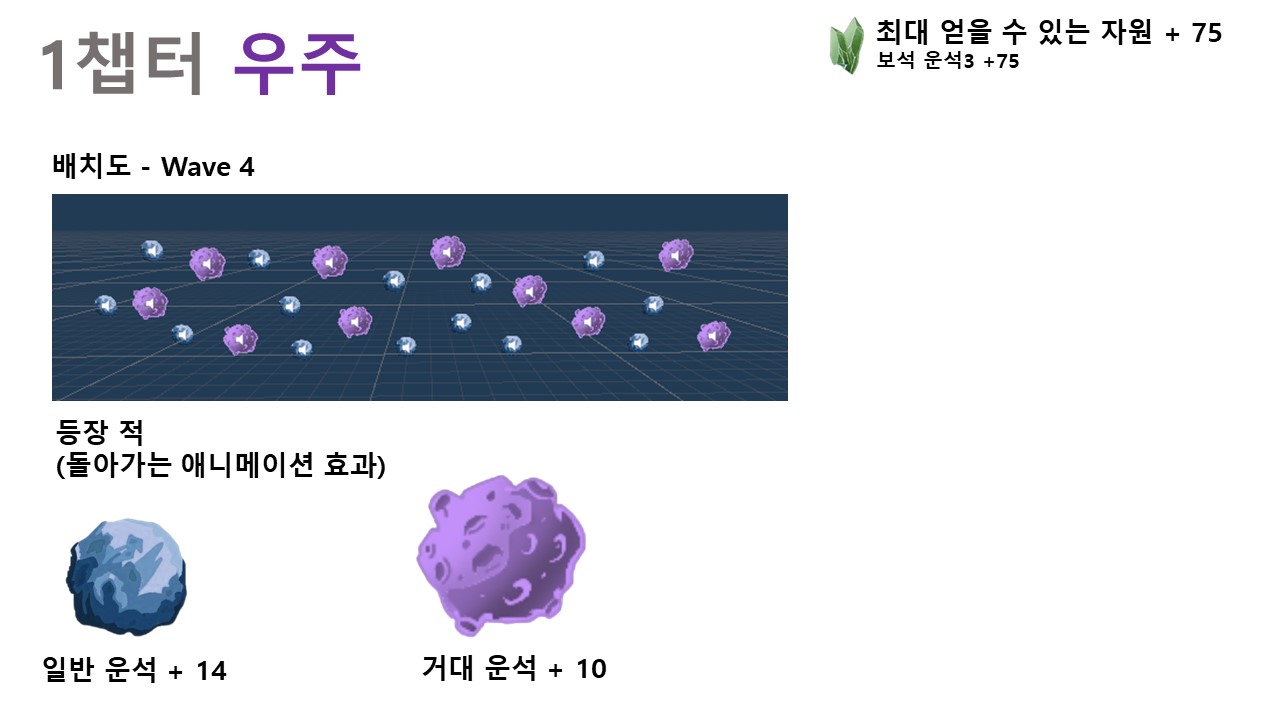 1챕터 우주
최대 얻을 수 있는 자원 + 75
보석 운석3 +75
배치도 - Wave 4
등장 적
(돌아가는 애니메이션 효과)
일반 운석 + 14
거대 운석 + 10